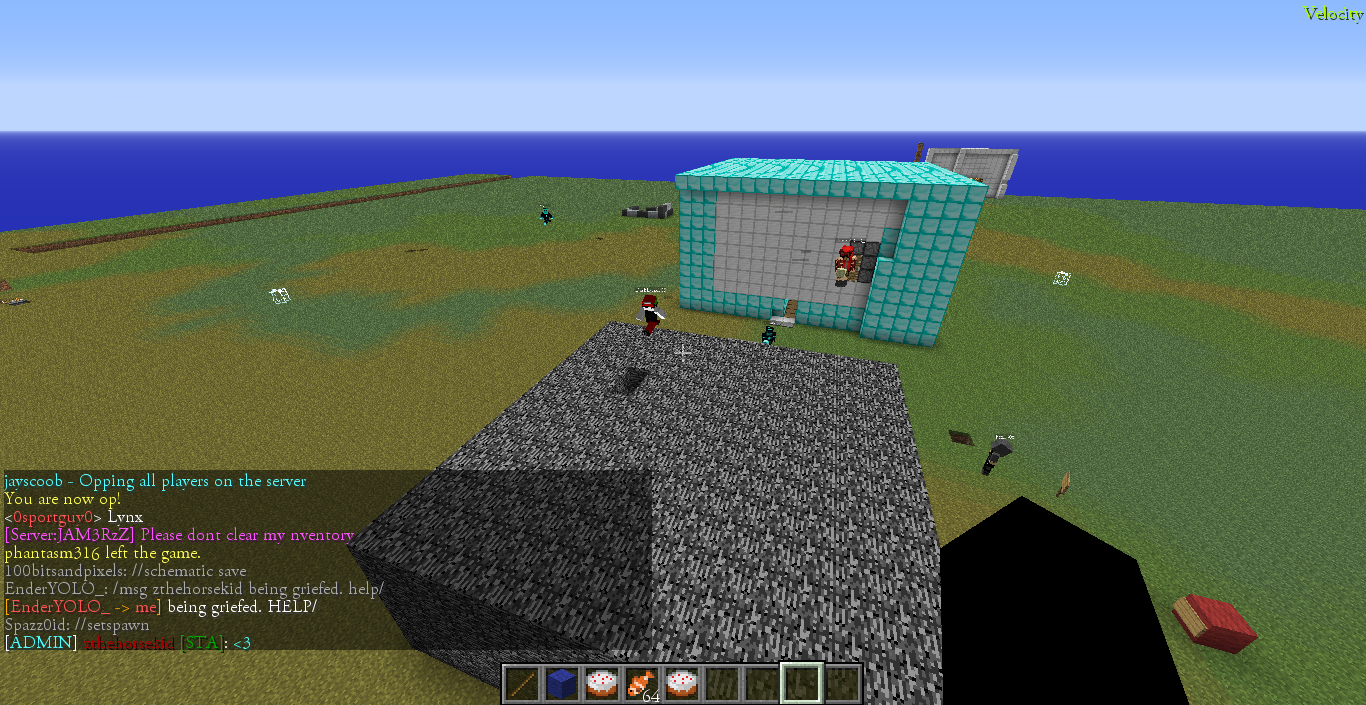 Velocity
javscoob - Opping all players on the server
You are now op!
<0sportguy0> Lynx
[Server:JAM3RzZ] Please dont clear my nventory
phantasm316 left the game.
100bitsandpixels: //schematic save
EnderYOLO_: /msg zthehorsekid being griefed. help/
[EnderYOLO_ -> me] being griefed. HELP/
Spazz0id: //setspawn
[ADMIN] zthehorsekid [STA]: <3
64